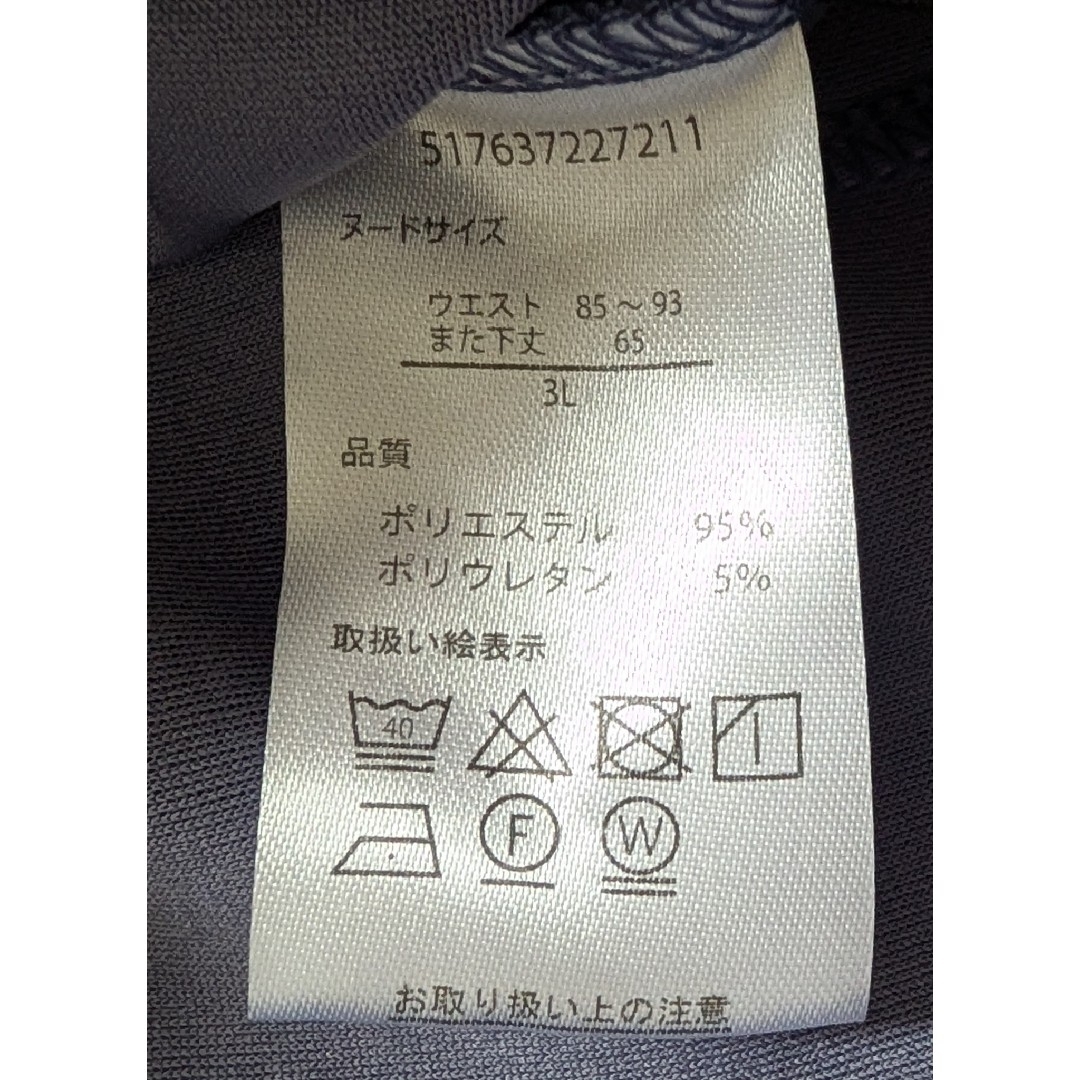 517637227211
ヌードサイズ
ウエスト 85～93
また下丈 65
3L
品質
ポリエステル 95%
ポリウレタン 5%
取扱い絵表示
40
F W
お取り扱い上の注意